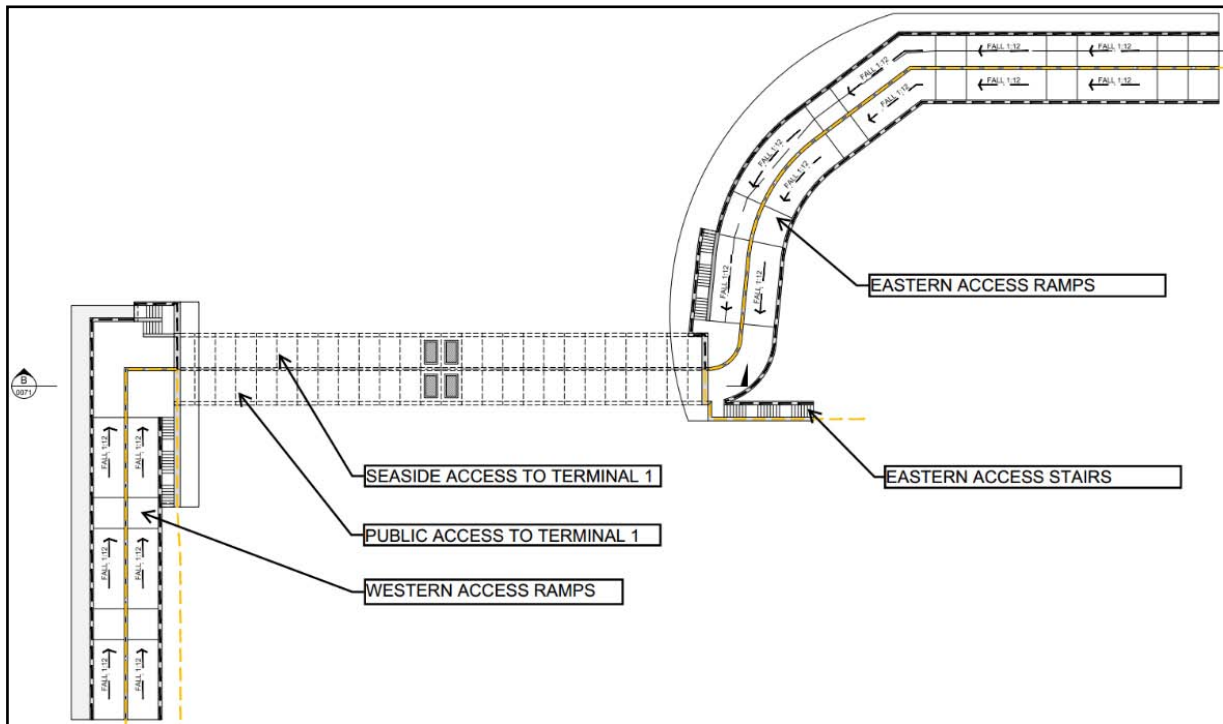 FALL 1:12
FALL 1:12
FALL 1:12
FALL 1:12
FALL 1:12
FALL 1:12
FALL 1:12
FALL 1:12
FALL 1:12
FALL 1:12
EASTERN ACCESS RAMPS
B
0071
FALL 1:12
FALL 1:12
SEASIDE ACCESS TO TERMINAL 1
EASTERN ACCESS STAIRS
PUBLIC ACCESS TO TERMINAL 1
FALL 1:12
FALL 1:12
WESTERN ACCESS RAMPS
FALL 1:12
FALL 1:12